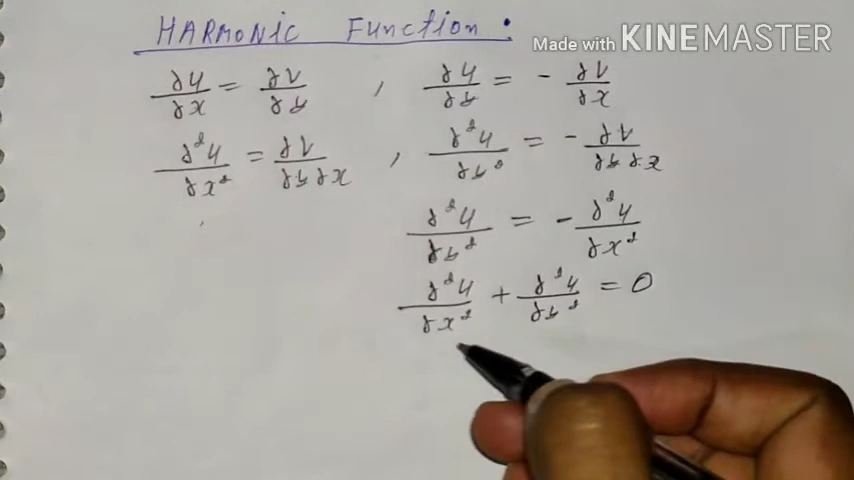 HARMONIC Function :
Made with KINEMASTER
∂u/∂x = ∂v/∂y , ∂u/∂y = - ∂v/∂x
∂²u/∂x² = ∂v/∂y∂x , ∂²u/∂y² = - ∂v/∂y∂x
∂²u/∂y² = - ∂²u/∂x²
∂²u/∂x² + ∂²u/∂y² = 0